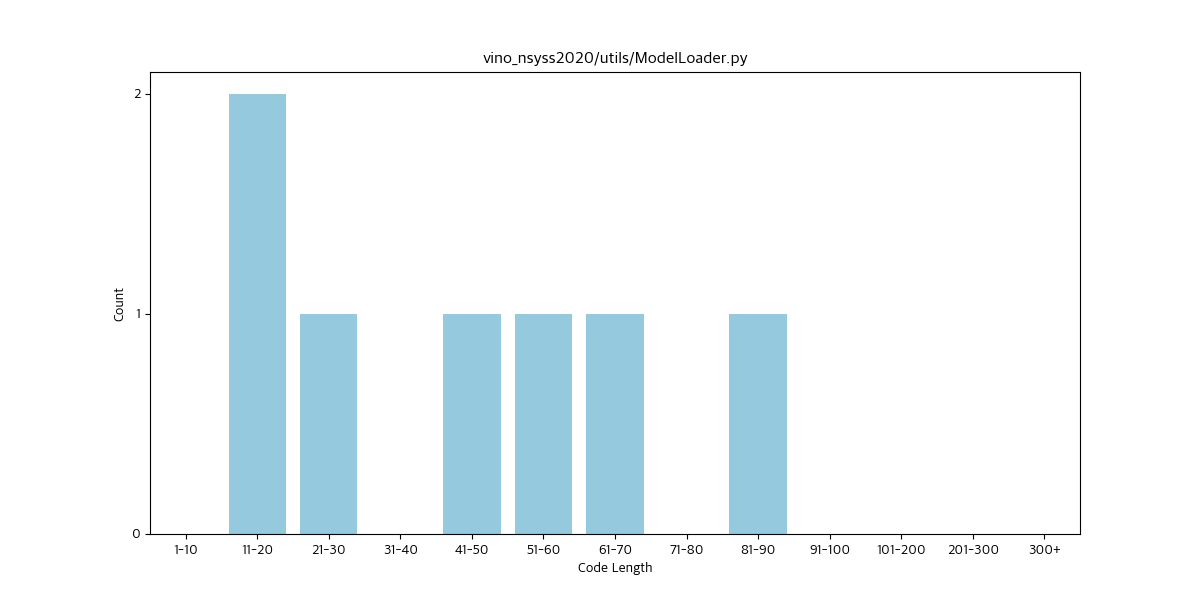 vino_nsyss2020/utils/ModelLoader.py
2
1
0
Count
1-10 11-20 21-30 31-40 41-50 51-60 61-70 71-80 81-90 91-100 101-200 201-300 300+
Code Length